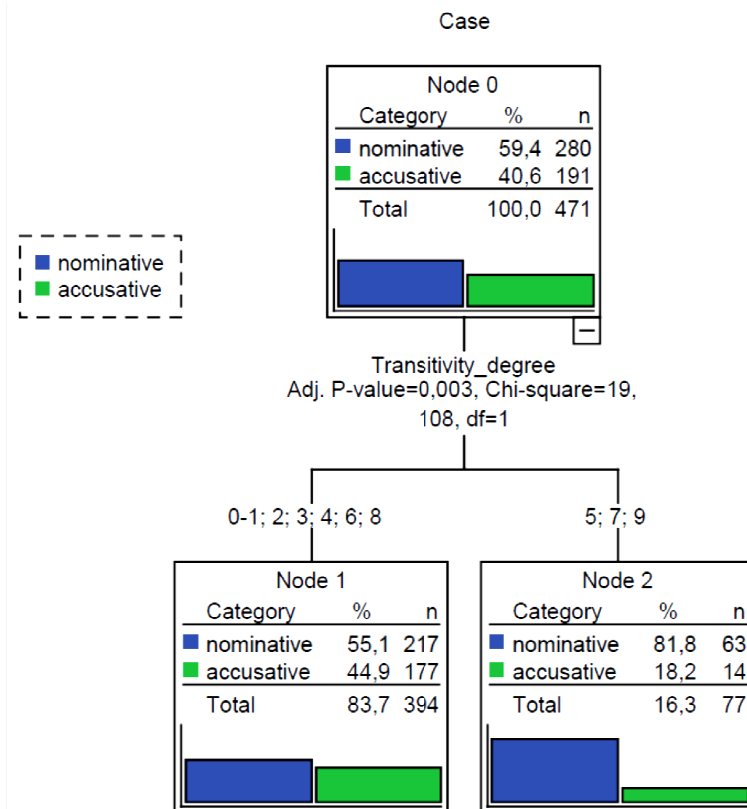 Case
Node 0
Category % n
nominative 59,4 280
accusative 40,6 191
Total 100,0 471
nominative
accusative
Transitivity_degree
Adj. P-value=0,003, Chi-square=19,
108, df=1
0-1; 2; 3; 4; 6; 8
5; 7; 9
Node 1
Category % n
nominative 55,1 217
accusative 44,9 177
Total 83,7 394
Node 2
Category % n
nominative 81,8 63
accusative 18,2 14
Total 16,3 77